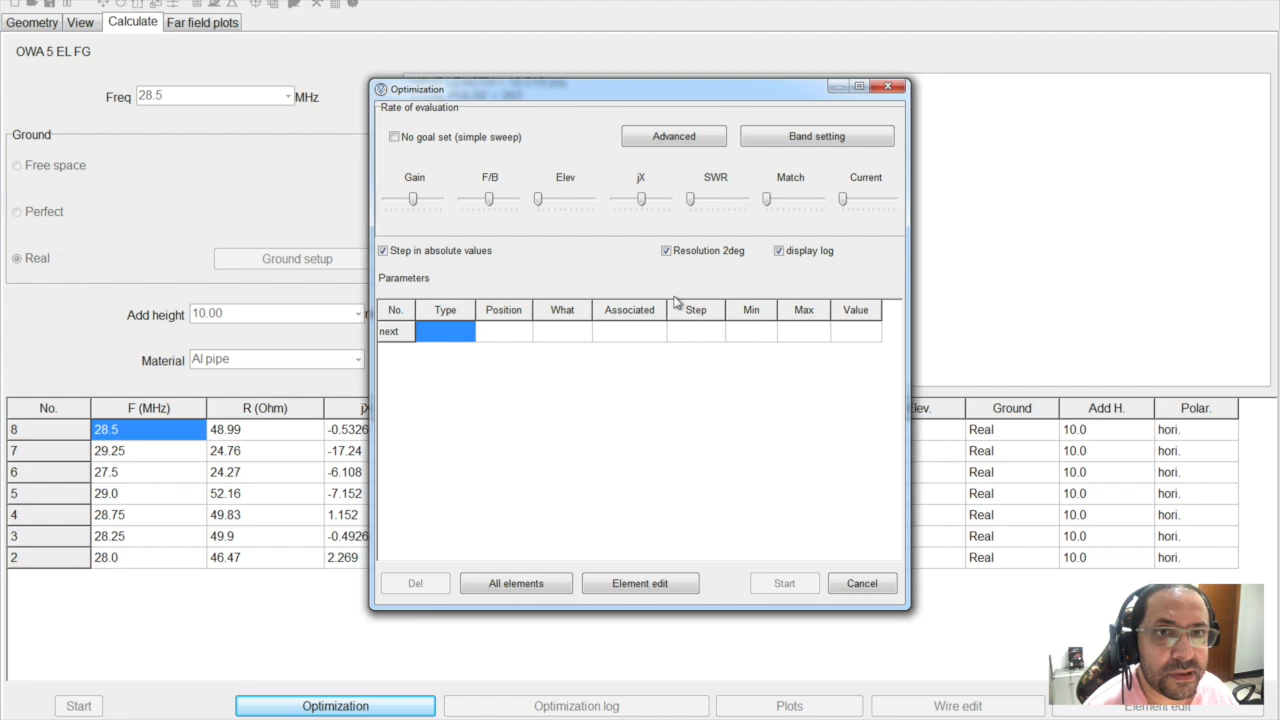 Geometry View Calculate Far field plots
OWA 5 EL FG
Freq 28.5 MHz
Ground
Free space
Perfect
Real Ground setup
Add height 10.00
Material Al pipe
Optimization
Rate of evaluation
No goal set (simple sweep) Advanced Band setting
Gain F/B Elev jX SWR Match Current
Step in absolute values Resolution 2deg display log
Parameters
No. Type Position What Associated Step Min Max Value
next
Del All elements Element edit Start Cancel
No. F (MHz) R (Ohm) Elev. Ground Add H. Polar.
8 28.5 48.99 -0.5326 Real 10.0 hori.
7 29.25 24.76 -17.24 Real 10.0 hori.
6 27.5 24.27 -6.108 Real 10.0 hori.
5 29.0 52.16 -7.152 Real 10.0 hori.
4 28.75 49.83 1.152 Real 10.0 hori.
3 28.25 49.9 -0.4926 Real 10.0 hori.
2 28.0 46.47 2.269 Real 10.0 hori.
Start Optimization Optimization log Plots Wire edit Element edit